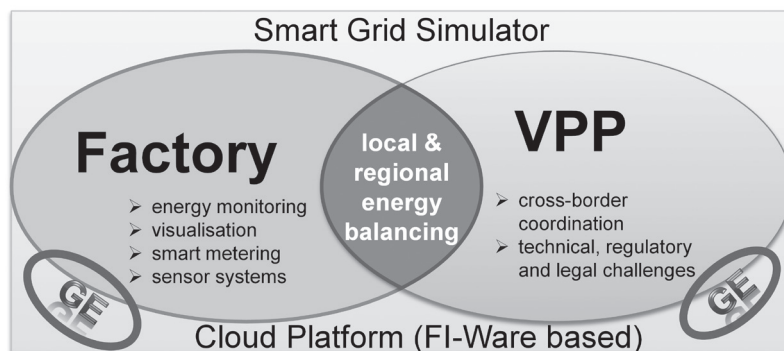 Smart Grid Simulator
Factory
➢ energy monitoring
➢ visualisation
➢ smart metering
➢ sensor systems
local &
regional
energy
balancing
VPP
➢ cross-border
coordination
➢ technical, regulatory
and legal challenges
GE
GE
Cloud Platform (FI-Ware based)